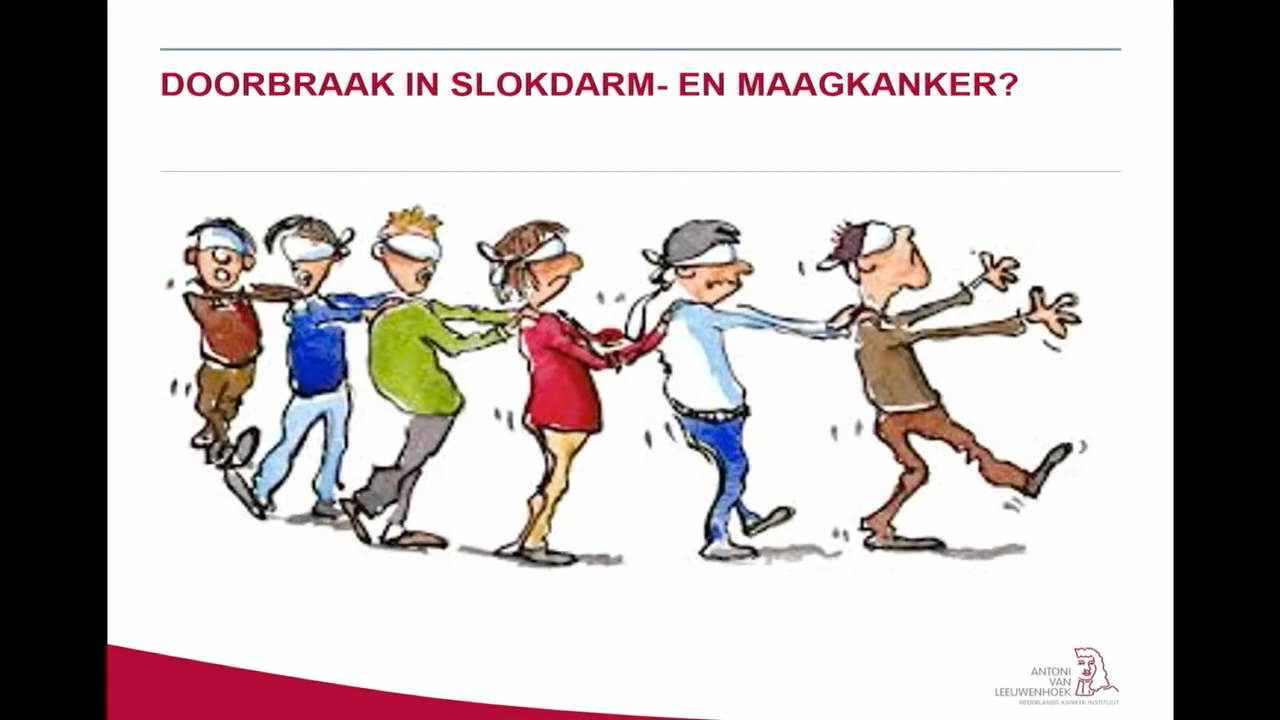 DOORBRAAK IN SLOKDARM- EN MAAGKANKER?
ANTONI
VAN
LEEUWENHOEK
NEDERLANDS KANKER INSTITUUT